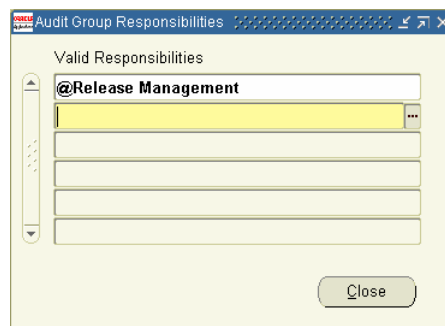 Audit Group Responsibilities
Valid Responsibilities
@Release Management
...
Close